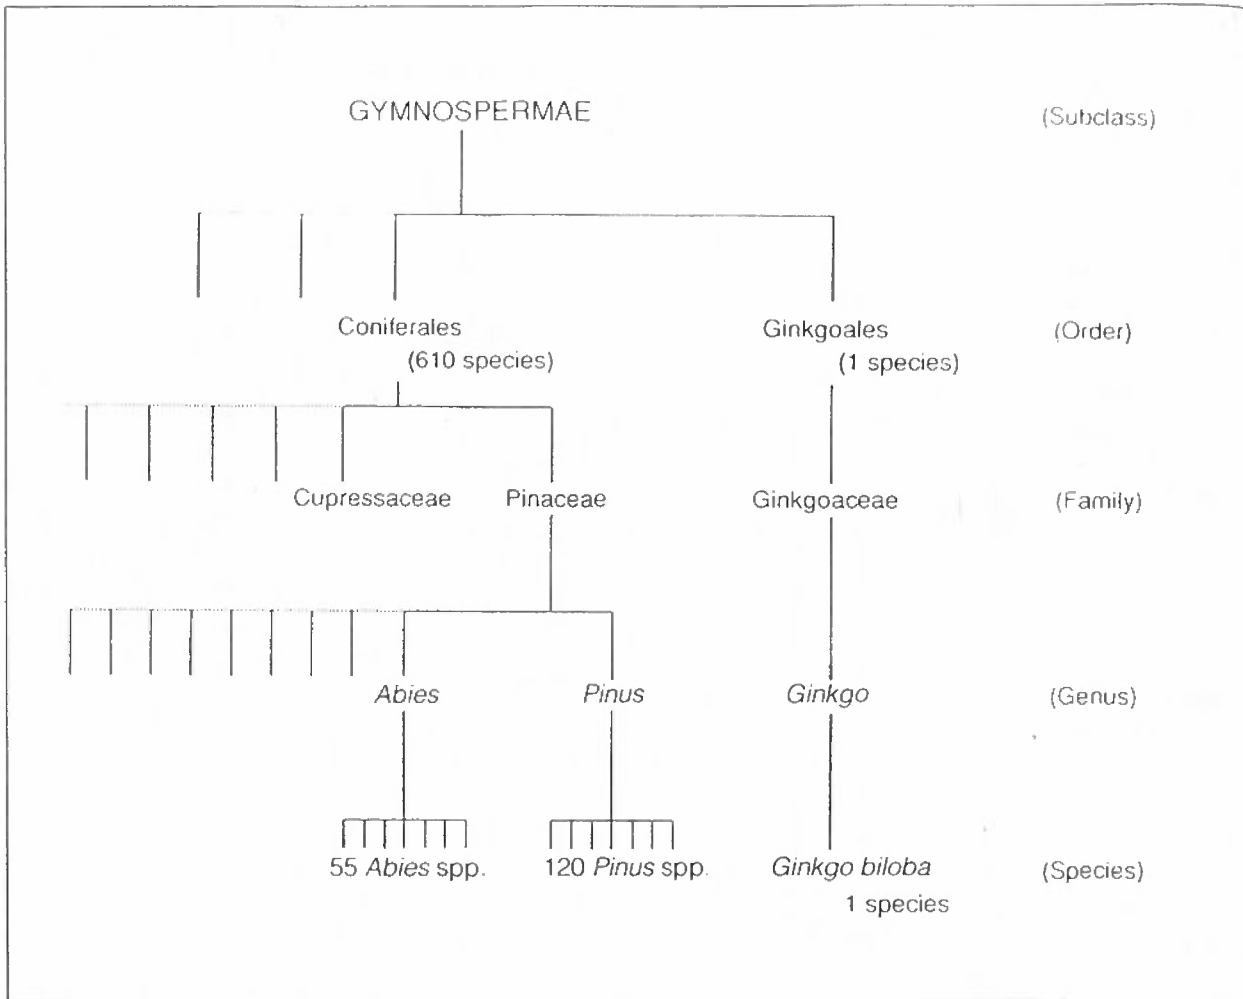 GYMNOSPERMAE (Subclass)
Coniferales Ginkgoales (Order)
(610 species) (1 species)
Cupressaceae Pinaceae Ginkgoaceae (Family)
Abies Pinus Ginkgo (Genus)
55 Abies spp. 120 Pinus spp. Ginkgo biloba (Species)
1 species